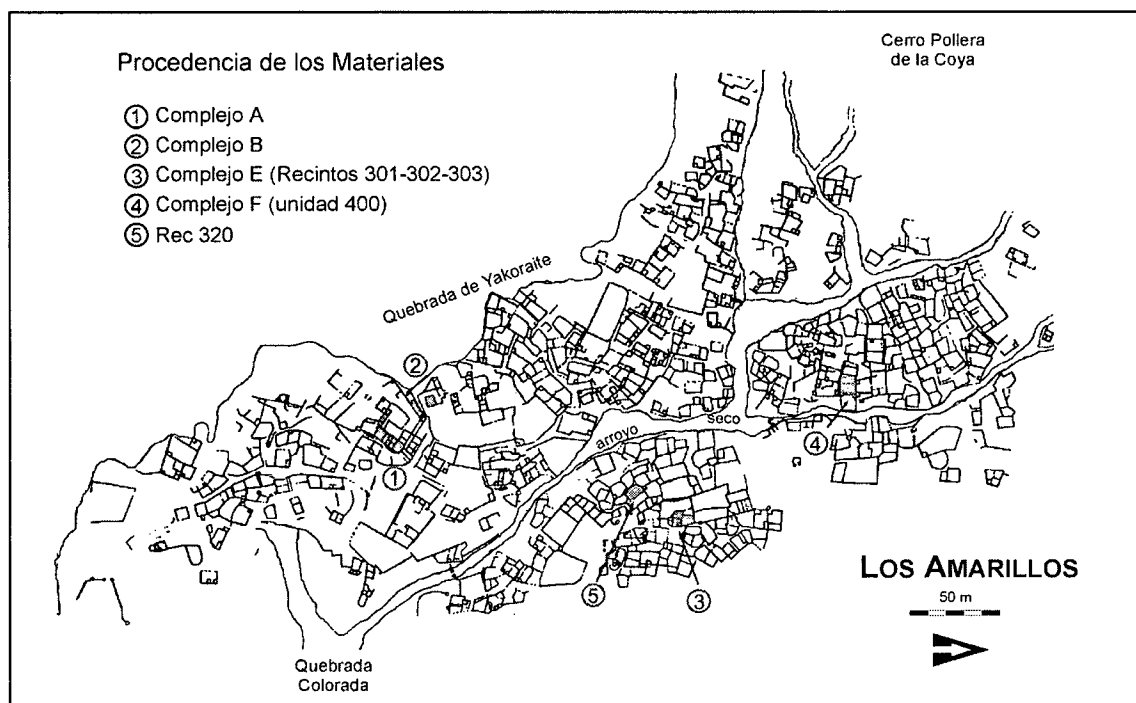 Cerro Pollera
de la Coya
Procedencia de los Materiales
① Complejo A
② Complejo B
③ Complejo E (Recintos 301-302-303)
④ Complejo F (unidad 400)
⑤ Rec 320
Quebrada de Yakoraite
②
seco
arroyo
④
①
LOS AMARILLOS
50 m
⑤
③
Quebrada
Colorada